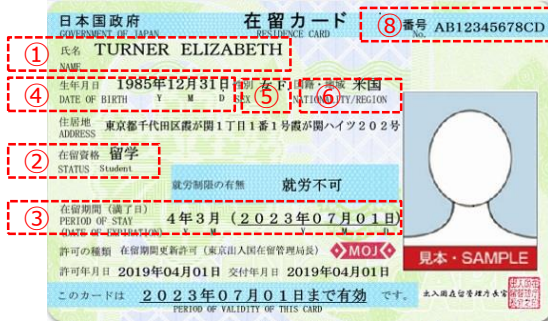 日本国政府 在留カード ⑧ 番号 AB12345678CD
GOVERNMENT OF JAPAN RESIDENCE CARD No.
① 氏名 TURNER ELIZABETH
NAME
④ 生年月日 1985年12月31日 性別 女 F. ⑤ 国籍・地域 ⑥ 米国
DATE OF BIRTH Y M D SEX NATIONALITY/REGION
住居地 東京都千代田区霞が関1丁目1番1号霞が関ハイツ202号
ADDRESS
② 在留資格 留学
STATUS Student
就労制限の有無 就労不可
③ 在留期間(満了日) 4年3月(2023年07月01日)
PERIOD OF STAY
(DATE OF EXPIRATION) Y M Y M D
許可の種類 在留期間更新許可(東京出入国在留管理局長) MOJ
見本・SAMPLE
許可年月日 2019年04月01日 交付年月日 2019年04月01日
このカードは 2023年07月01日まで有効 です。
PERIOD OF VALIDITY OF THIS CARD
出入国在留管理庁長官